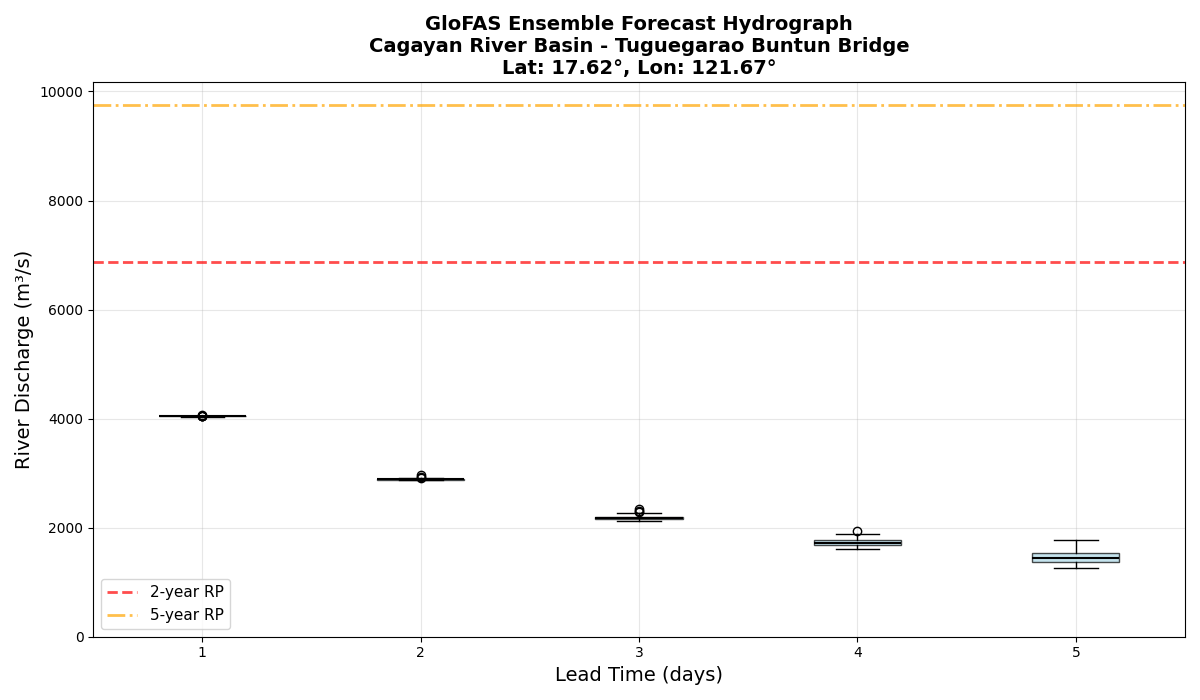 GloFAS Ensemble Forecast Hydrograph
Cagayan River Basin - Tuguegarao Buntun Bridge
Lat: 17.62°, Lon: 121.67°
River Discharge (m³/s)
10000
8000
6000
4000
2000
0
2-year RP
5-year RP
1 2 3 4 5
Lead Time (days)